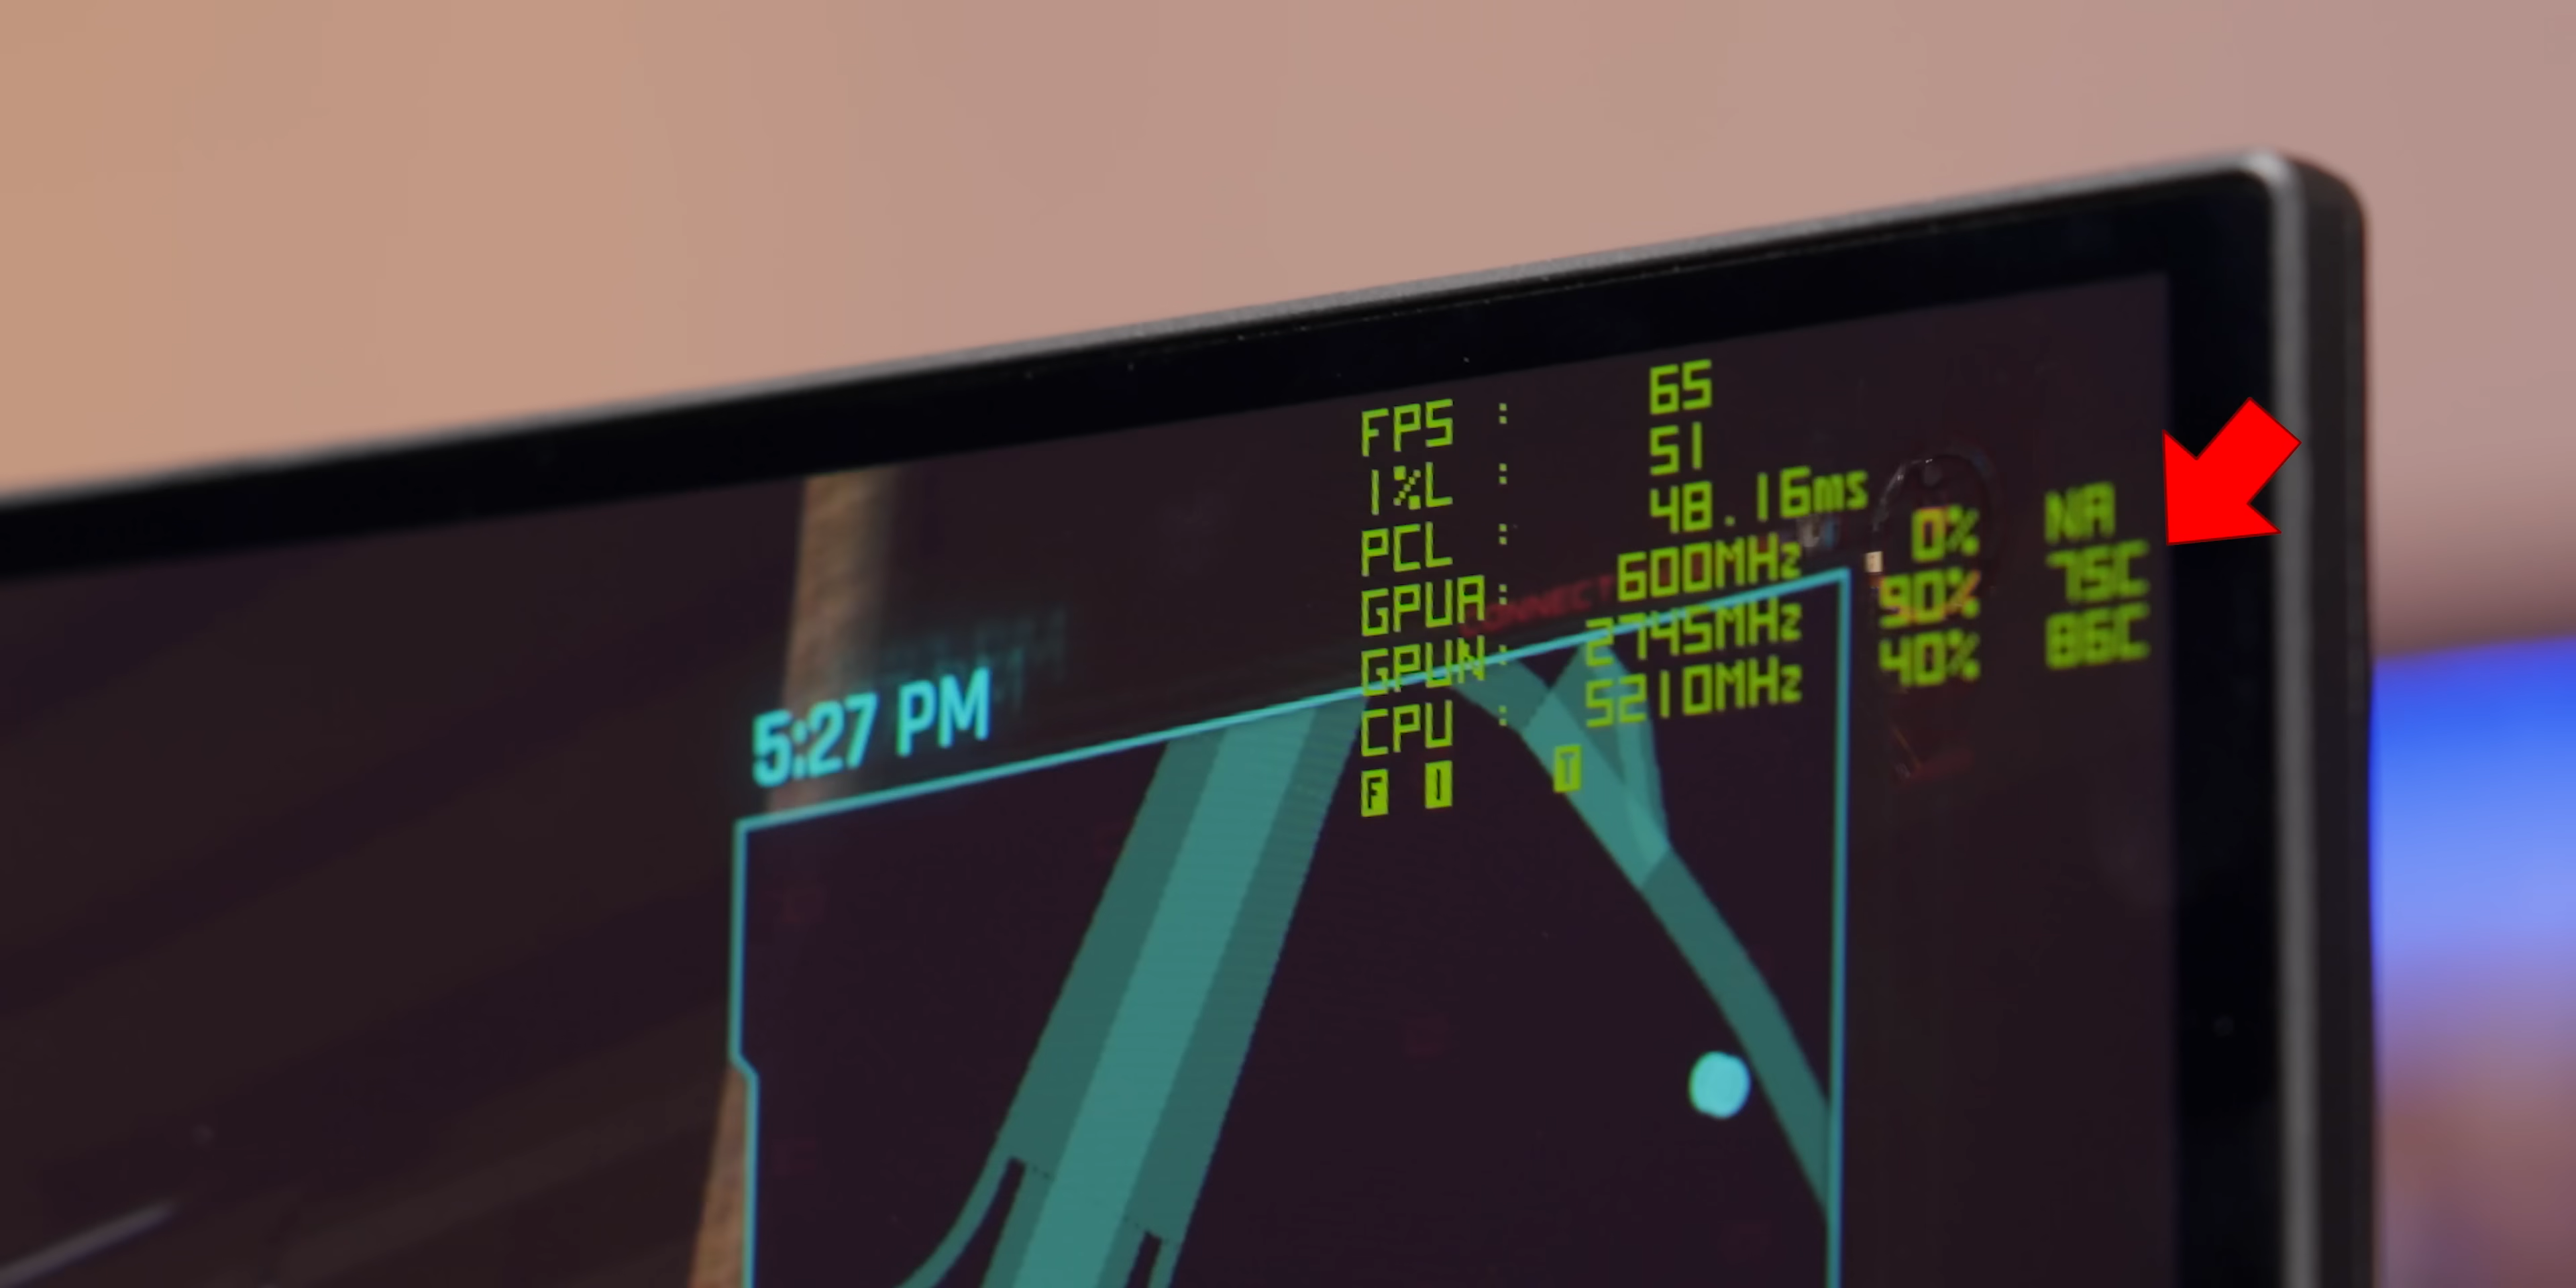 FPS : 65
1%L : 51
PCL : 48.16ms
GPUA: 600MHz 0% NA
GPUN: 2745MHz 90% 75C
CPU : 5210MHz 40% 86C
F I T
CONNECT
5:27 PM